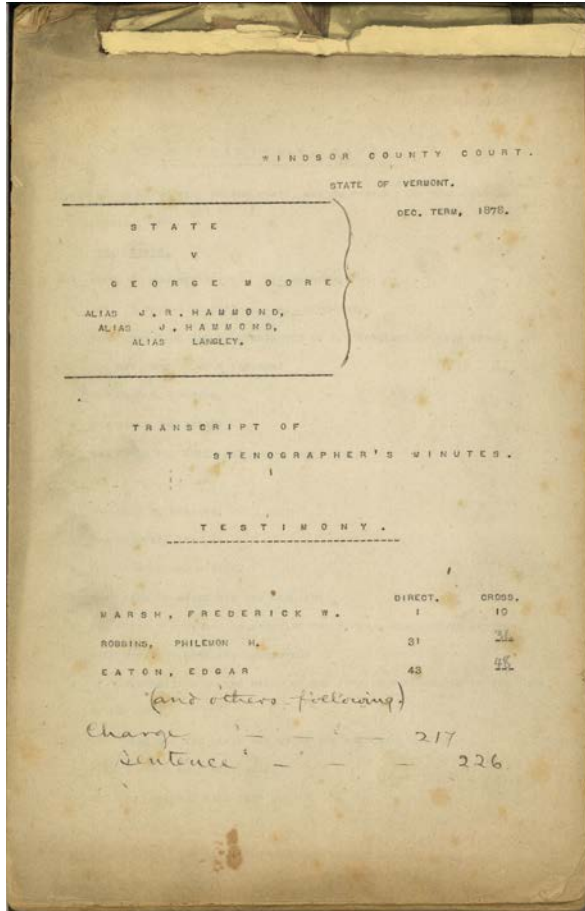 WINDSOR COUNTY COURT.
STATE OF VERMONT.
DEC. TERM, 1878.
STATE
V
GEORGE MOORE
ALIAS J. R. HAMMOND,
ALIAS J. HAMMOND,
ALIAS LANGLEY.
TRANSCRIPT OF
STENOGRAPHER'S MINUTES.
TESTIMONY.
DIRECT. CROSS.
MARSH, FREDERICK W. 1 10
ROBBINS, PHILEMON M. 31
EATON, EDGAR 43 48
(and others following.)
Charge 217
Sentence 226